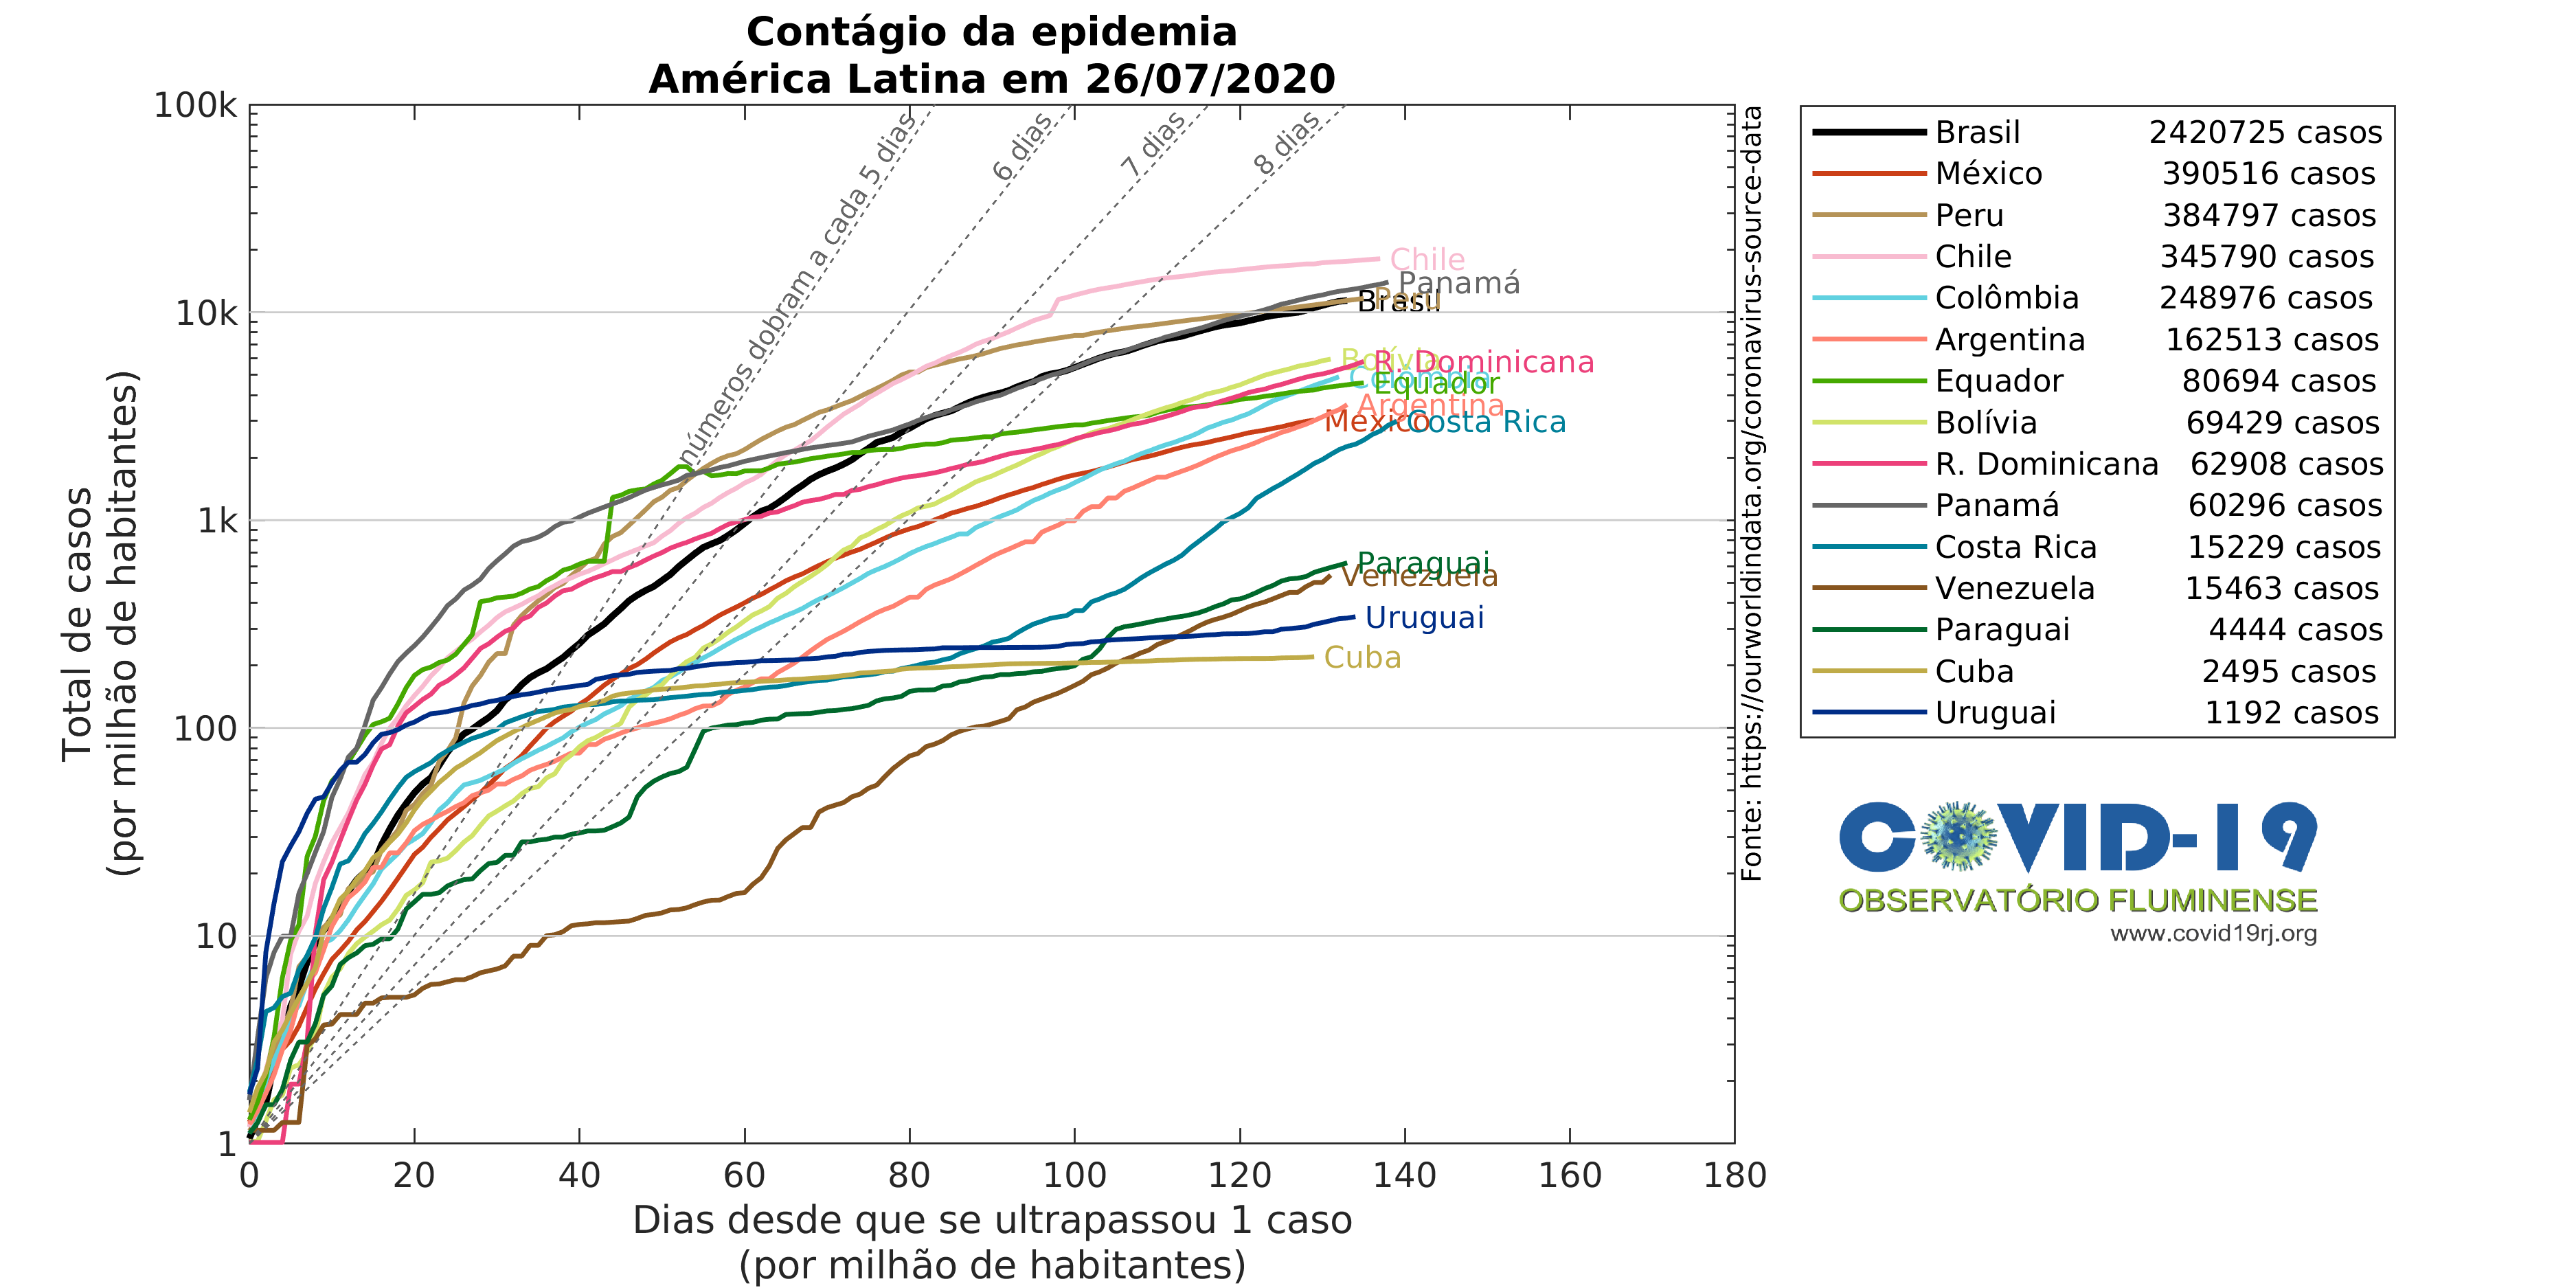 Contágio da epidemia
América Latina em 26/07/2020
Total de casos
(por milhão de habitantes)
100k
10k
1k
100
10
1
0 20 40 60 80 100 120 140 160 180
Dias desde que se ultrapassou 1 caso
(por milhão de habitantes)
números dobram a cada 5 dias
6 dias
7 dias
8 dias
Chile
Panamá
Brasil
Peru
Bolívia
R. Dominicana
Colômbia
Equador
Argentina
México
Costa Rica
Paraguai
Venezuela
Uruguai
Cuba
Fonte: https://ourworldindata.org/coronavirus-source-data
Brasil 2420725 casos
México 390516 casos
Peru 384797 casos
Chile 345790 casos
Colômbia 248976 casos
Argentina 162513 casos
Equador 80694 casos
Bolívia 69429 casos
R. Dominicana 62908 casos
Panamá 60296 casos
Costa Rica 15229 casos
Venezuela 15463 casos
Paraguai 4444 casos
Cuba 2495 casos
Uruguai 1192 casos
COVID-19
OBSERVATÓRIO FLUMINENSE
www.covid19rj.org